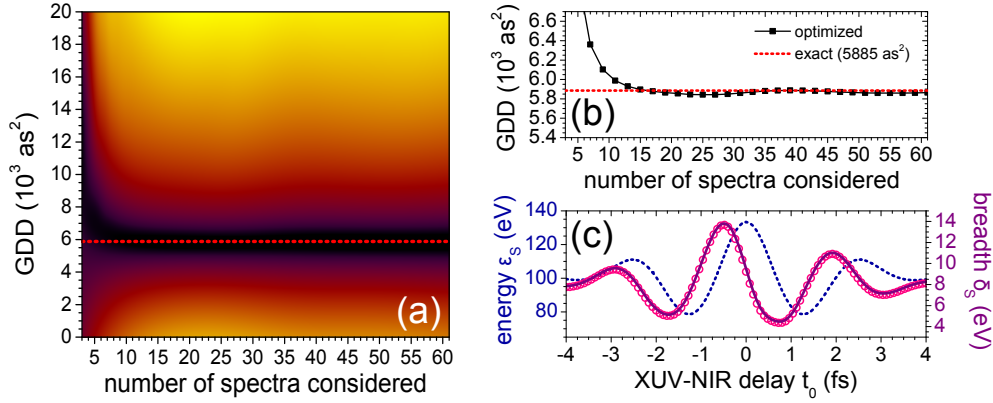 20
18
16
14
12
10
8
6
4
2
0
GDD (10³ as²)
(a)
5 10 15 20 25 30 35 40 45 50 55 60
number of spectra considered
6.6
6.4
6.2
6.0
5.8
5.6
5.4
GDD (10³ as²)
optimized
exact (5885 as²)
(b)
5 10 15 20 25 30 35 40 45 50 55 60
number of spectra considered
140
120
100
80
energy εS (eV)
(c)
14
12
10
8
6
4
breadth δS (eV)
-4 -3 -2 -1 0 1 2 3 4
XUV-NIR delay t₀ (fs)